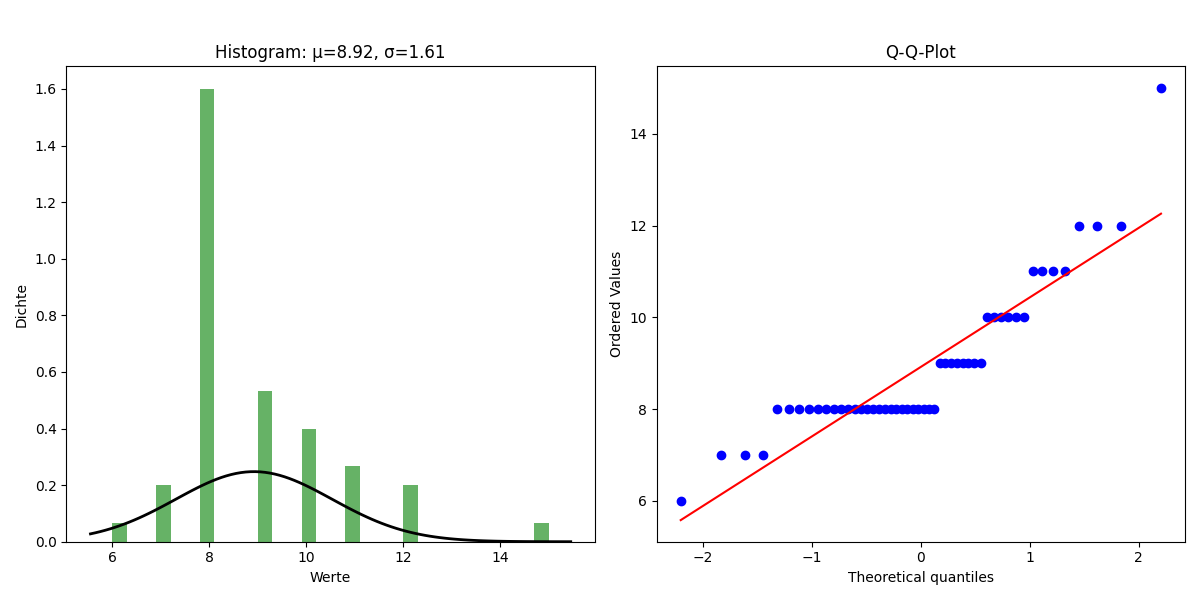 Histogram: μ=8.92, σ=1.61
Dichte
1.6
1.4
1.2
1.0
0.8
0.6
0.4
0.2
0.0
6 8 10 12 14
Werte
Q-Q-Plot
Ordered Values
14
12
10
8
6
−2 −1 0 1 2
Theoretical quantiles